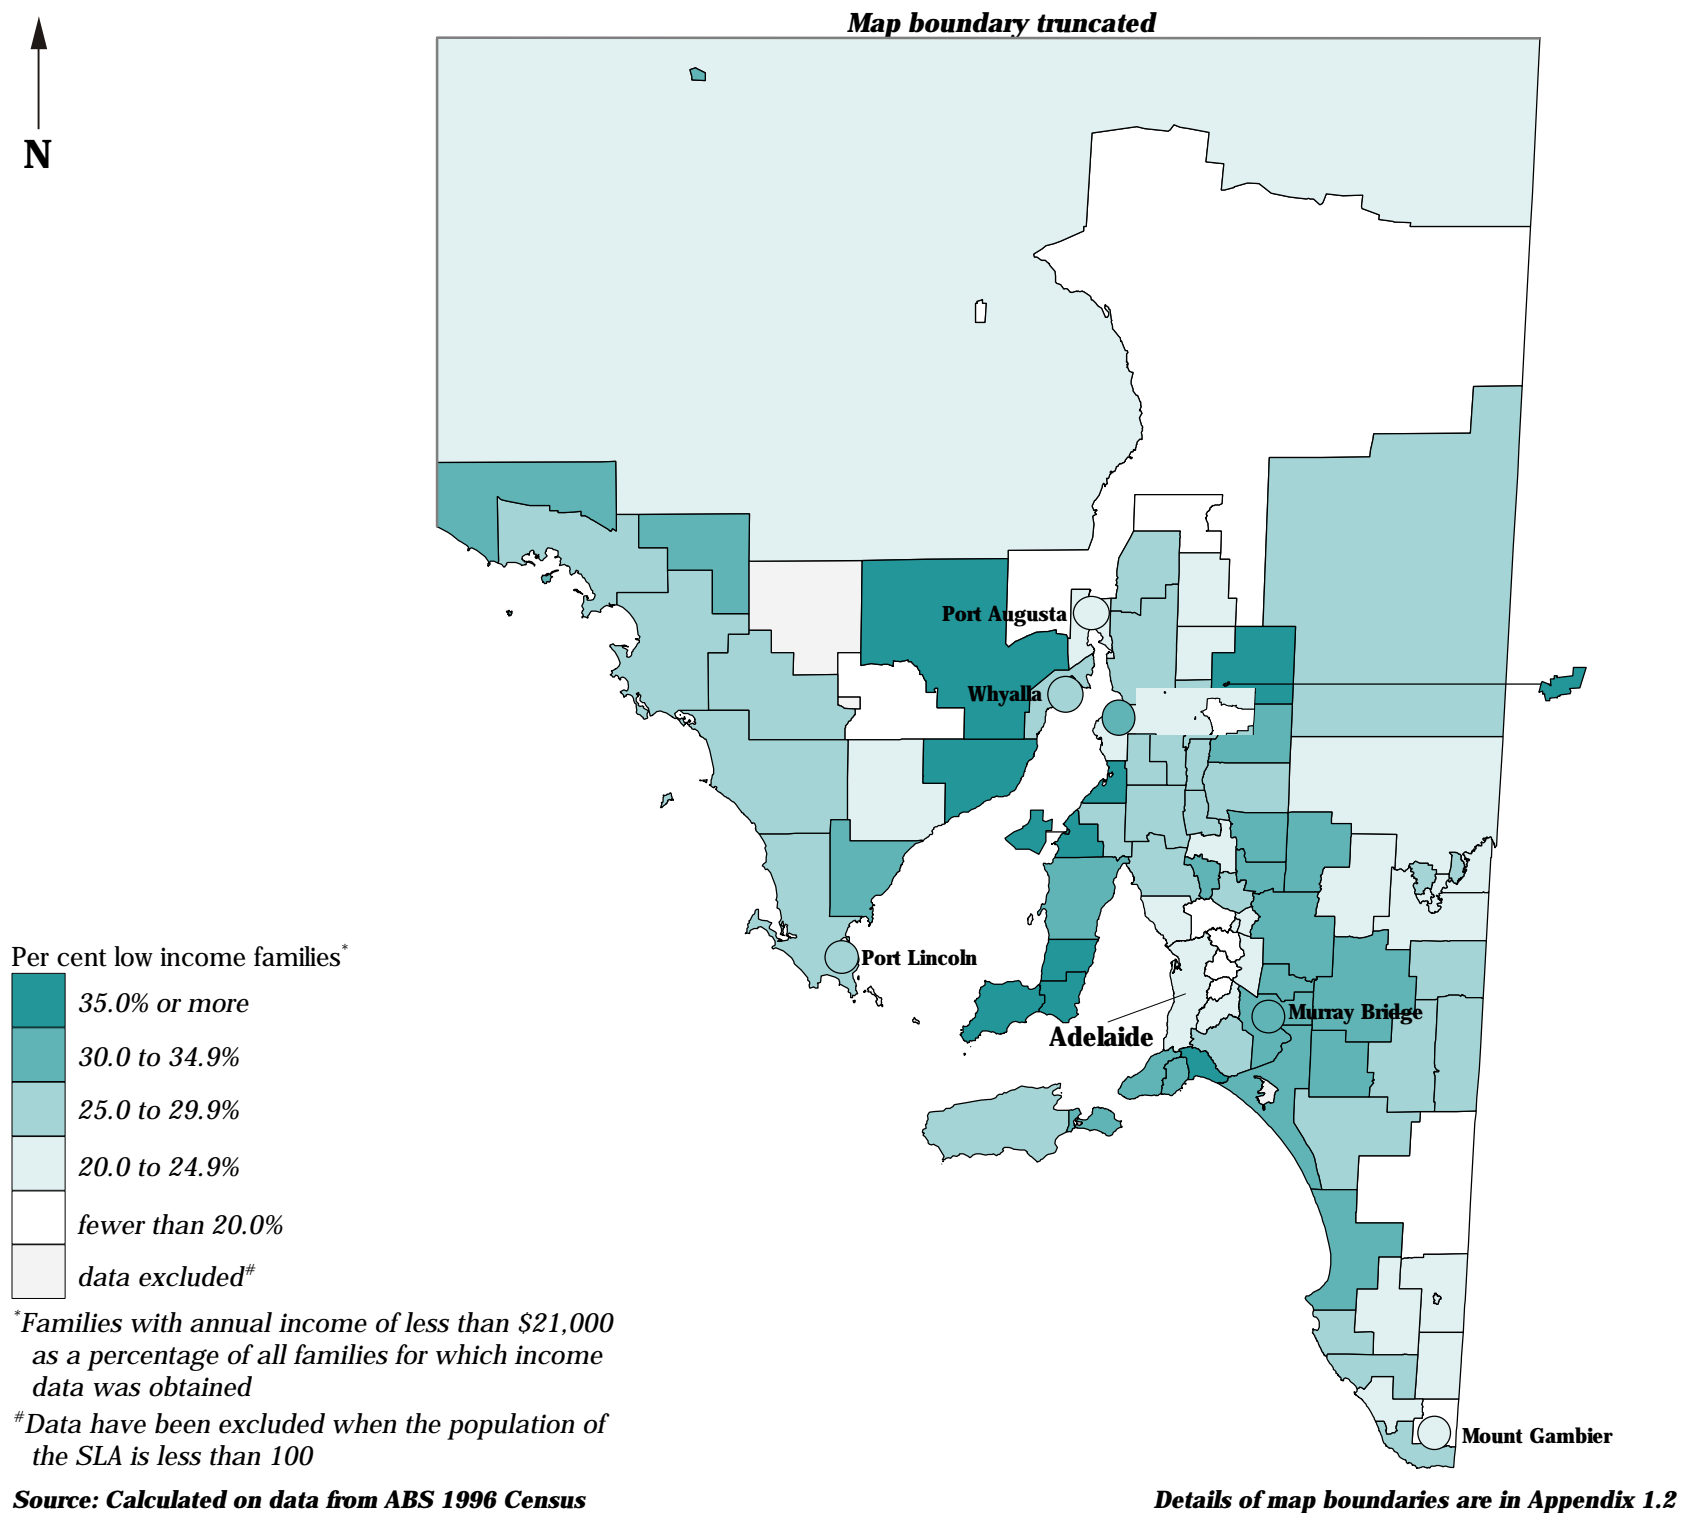 Map boundary truncated
N
Port Augusta
Whyalla
Port Lincoln
Murray Bridge
Adelaide
Mount Gambier
Per cent low income families*
35.0% or more
30.0 to 34.9%
25.0 to 29.9%
20.0 to 24.9%
fewer than 20.0%
data excluded#
*Families with annual income of less than $21,000
as a percentage of all families for which income
data was obtained
#Data have been excluded when the population of
the SLA is less than 100
Source: Calculated on data from ABS 1996 Census
Details of map boundaries are in Appendix 1.2